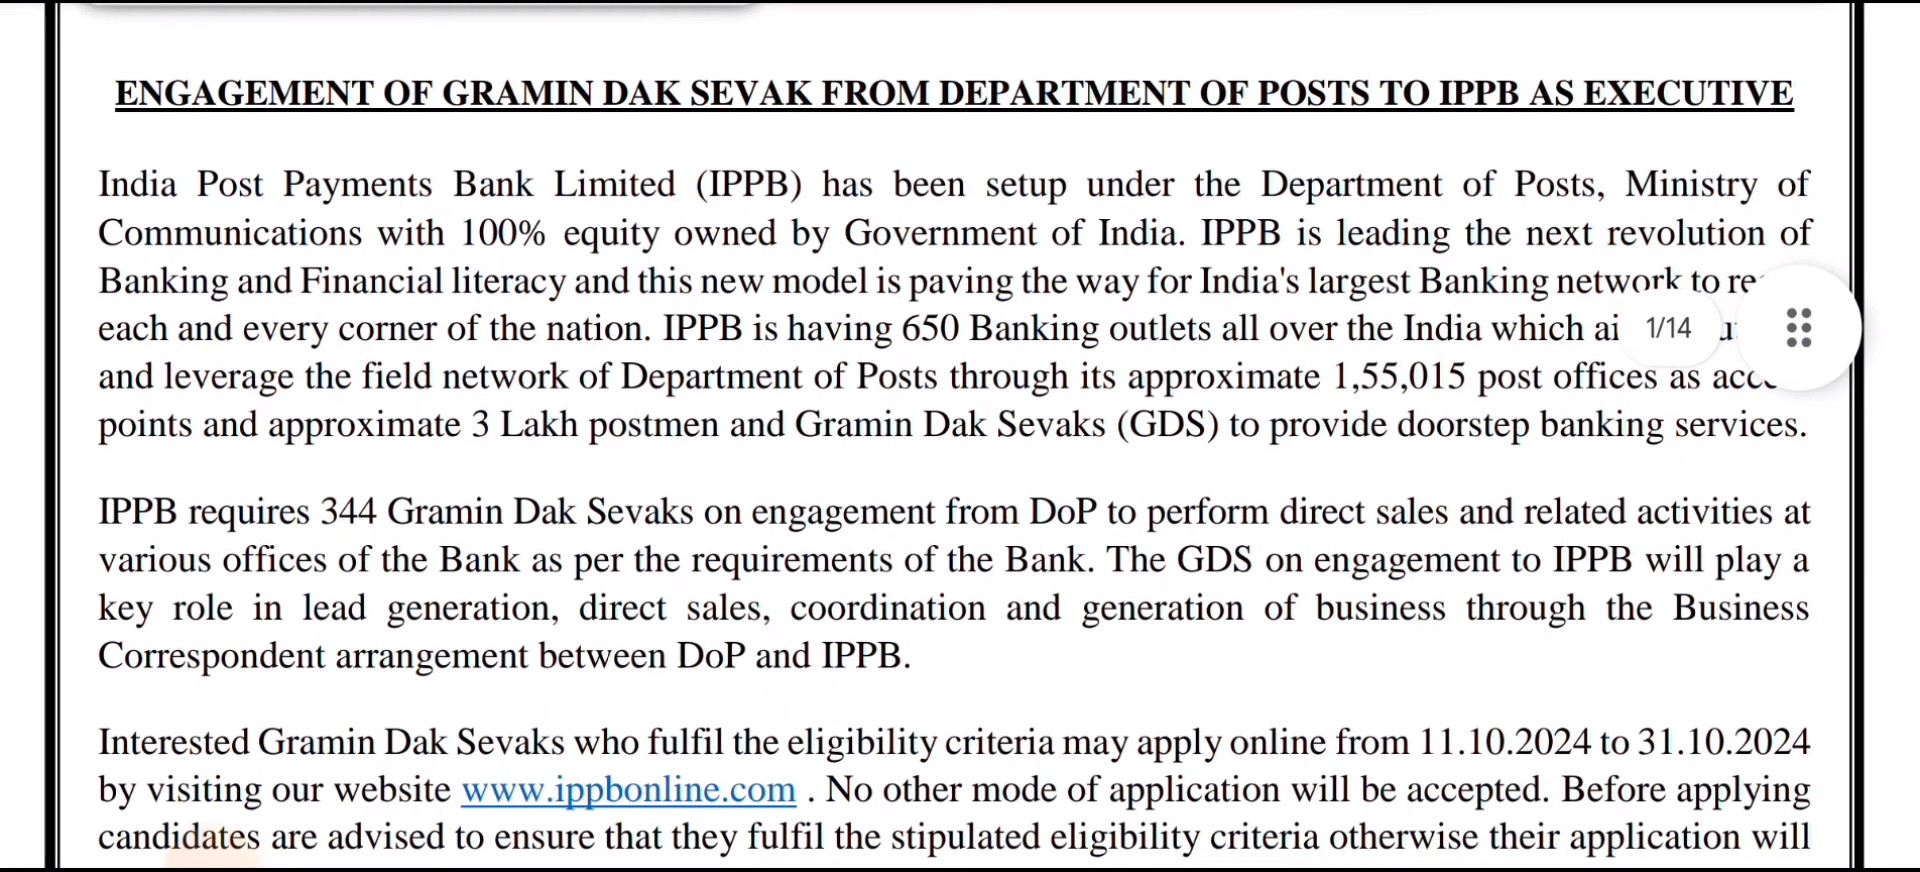 ENGAGEMENT OF GRAMIN DAK SEVAK FROM DEPARTMENT OF POSTS TO IPPB AS EXECUTIVE
India Post Payments Bank Limited (IPPB) has been setup under the Department of Posts, Ministry of
Communications with 100% equity owned by Government of India. IPPB is leading the next revolution of
Banking and Financial literacy and this new model is paving the way for India's largest Banking network to
each and every corner of the nation. IPPB is having 650 Banking outlets all over the India which 1/14
and leverage the field network of Department of Posts through its approximate 1,55,015 post offices as
points and approximate 3 Lakh postmen and Gramin Dak Sevaks (GDS) to provide doorstep banking services.
IPPB requires 344 Gramin Dak Sevaks on engagement from DoP to perform direct sales and related activities at
various offices of the Bank as per the requirements of the Bank. The GDS on engagement to IPPB will play a
key role in lead generation, direct sales, coordination and generation of business through the Business
Correspondent arrangement between DoP and IPPB.
Interested Gramin Dak Sevaks who fulfil the eligibility criteria may apply online from 11.10.2024 to 31.10.2024
by visiting our website www.ippbonline.com . No other mode of application will be accepted. Before applying
candidates are advised to ensure that they fulfil the stipulated eligibility criteria otherwise their application will